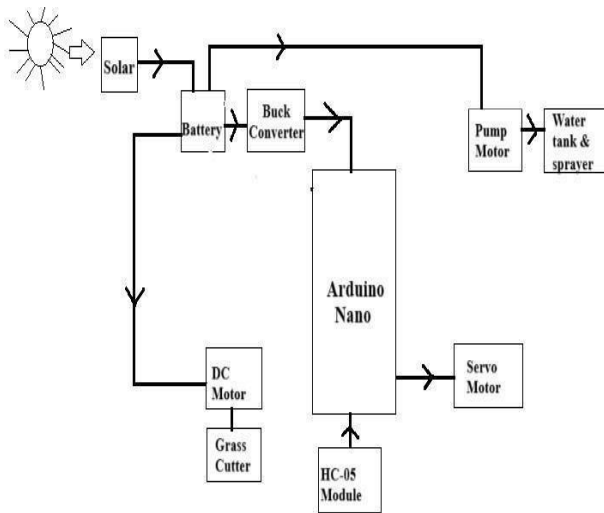 Solar
Battery
Buck
Converter
Pump
Motor
Water
tank &
sprayer
Arduino
Nano
DC
Motor
Servo
Motor
Grass
Cutter
HC-05
Module